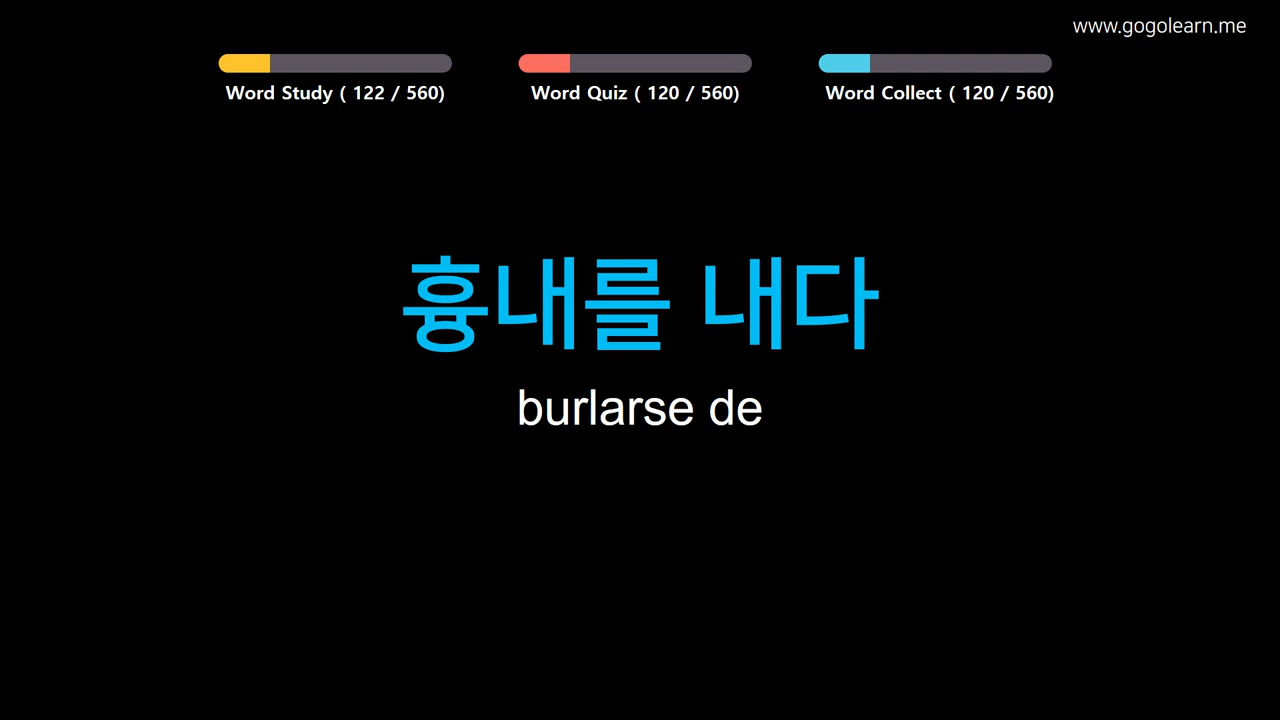 www.gogolearn.me
Word Study ( 122 / 560)
Word Quiz ( 120 / 560)
Word Collect ( 120 / 560)
흉내를 내다
burlarse de